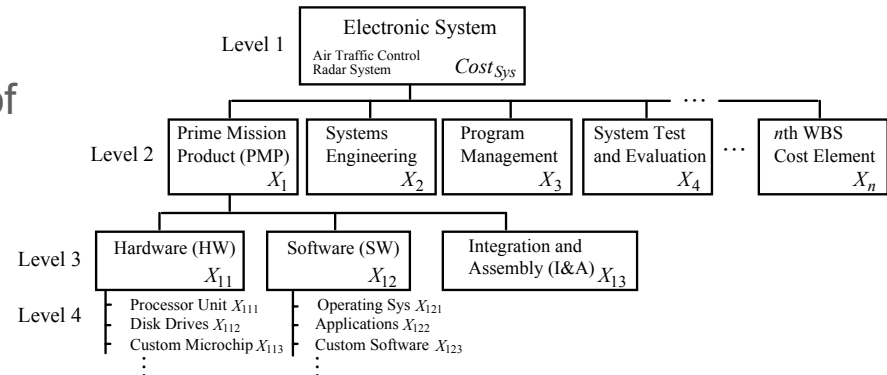 Electronic System
Level 1
Air Traffic Control
Radar System
Cost_Sys
of
...
Level 2
Prime Mission
Product (PMP)
X_1
Systems
Engineering
X_2
Program
Management
X_3
System Test
and Evaluation
X_4
...
nth WBS
Cost Element
X_n
Level 3
Hardware (HW)
X_11
Software (SW)
X_12
Integration and
Assembly (I&A) X_13
Level 4
Processor Unit X_111
Disk Drives X_112
Custom Microchip X_113
⋮
Operating Sys X_121
Applications X_122
Custom Software X_123
⋮